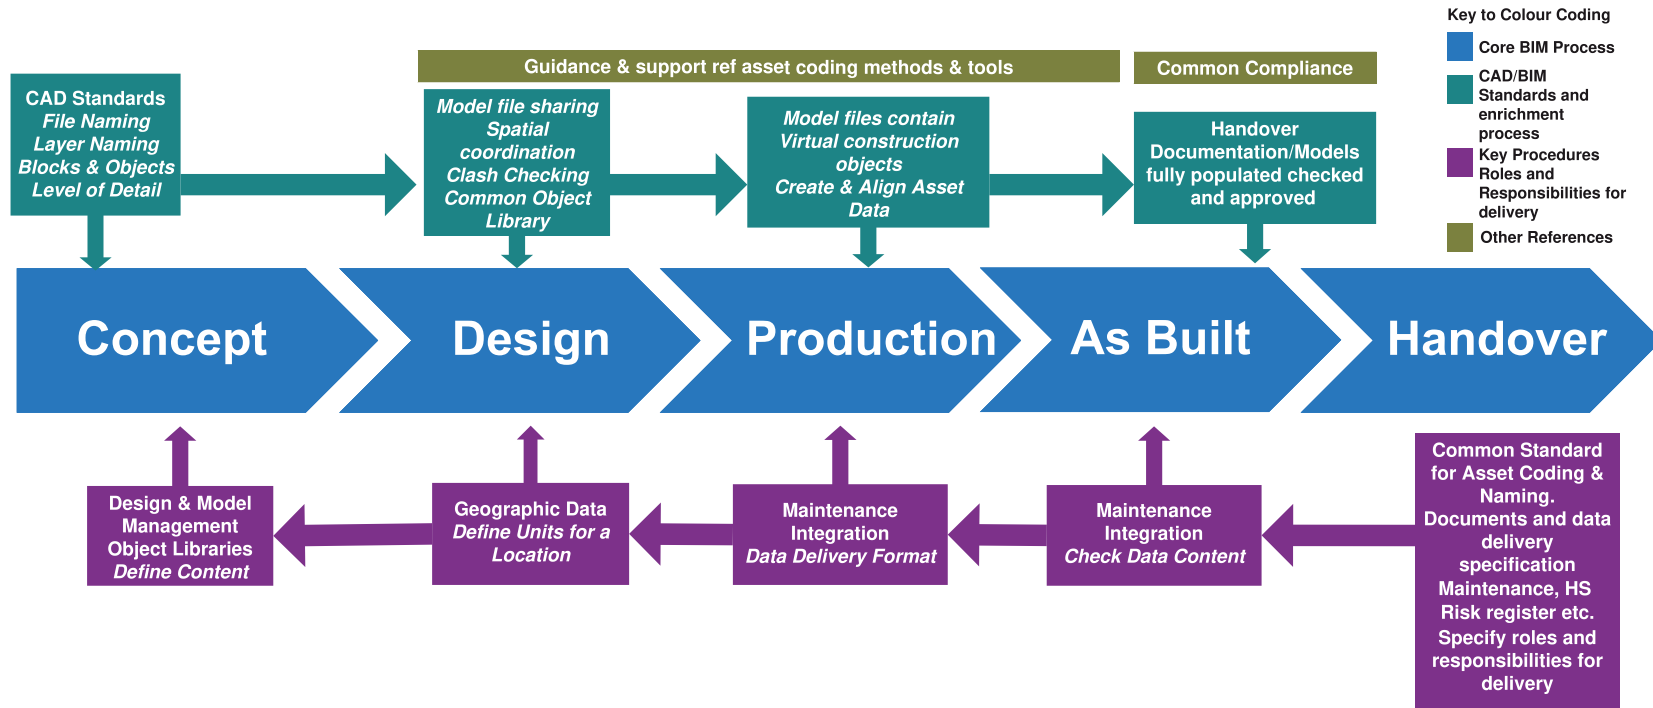 Key to Colour Coding
Core BIM Process
CAD/BIM
Standards and
enrichment
process
Key Procedures
Roles and
Responsibilities for
delivery
Other References
Guidance & support ref asset coding methods & tools
Common Compliance
CAD Standards
File Naming
Layer Naming
Blocks & Objects
Level of Detail
Model file sharing
Spatial
coordination
Clash Checking
Common Object
Library
Model files contain
Virtual construction
objects
Create & Align Asset
Data
Handover
Documentation/Models
fully populated checked
and approved
Concept
Design
Production
As Built
Handover
Design & Model
Management
Object Libraries
Define Content
Geographic Data
Define Units for a
Location
Maintenance
Integration
Data Delivery Format
Maintenance
Integration
Check Data Content
Common Standard
for Asset Coding &
Naming.
Documents and data
delivery
specification
Maintenance, HS
Risk register etc.
Specify roles and
responsibilities for
delivery